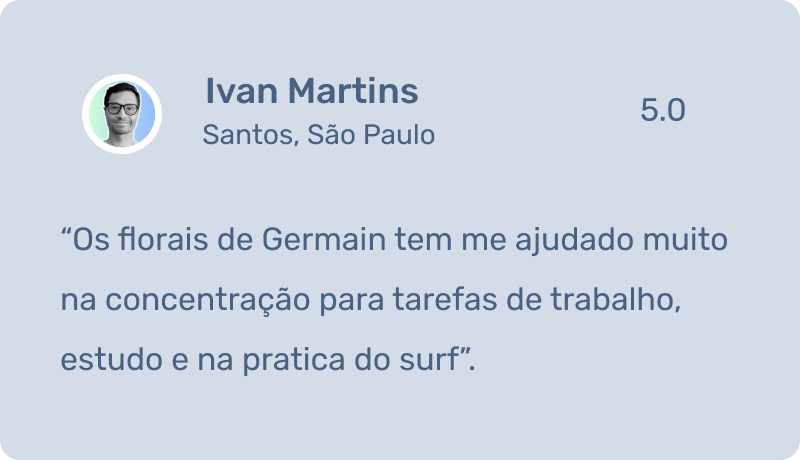 Ivan Martins
Santos, São Paulo
5.0
“Os florais de Germain tem me ajudado muito
na concentração para tarefas de trabalho,
estudo e na pratica do surf”.